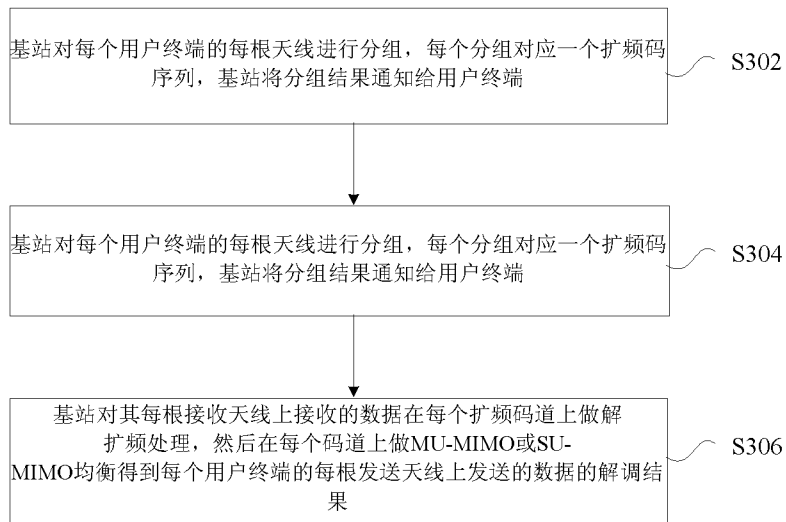 基站对每个用户终端的每根天线进行分组，每个分组对应一个扩频码
序列，基站将分组结果通知给用户终端
S302
基站对每个用户终端的每根天线进行分组，每个分组对应一个扩频码
序列，基站将分组结果通知给用户终端
S304
基站对其每根接收天线上接收的数据在每个扩频码道上做解
扩频处理，然后在每个码道上做MU-MIMO或SU-
MIMO均衡得到每个用户终端的每根发送天线上发送的数据的解调结
果
S306